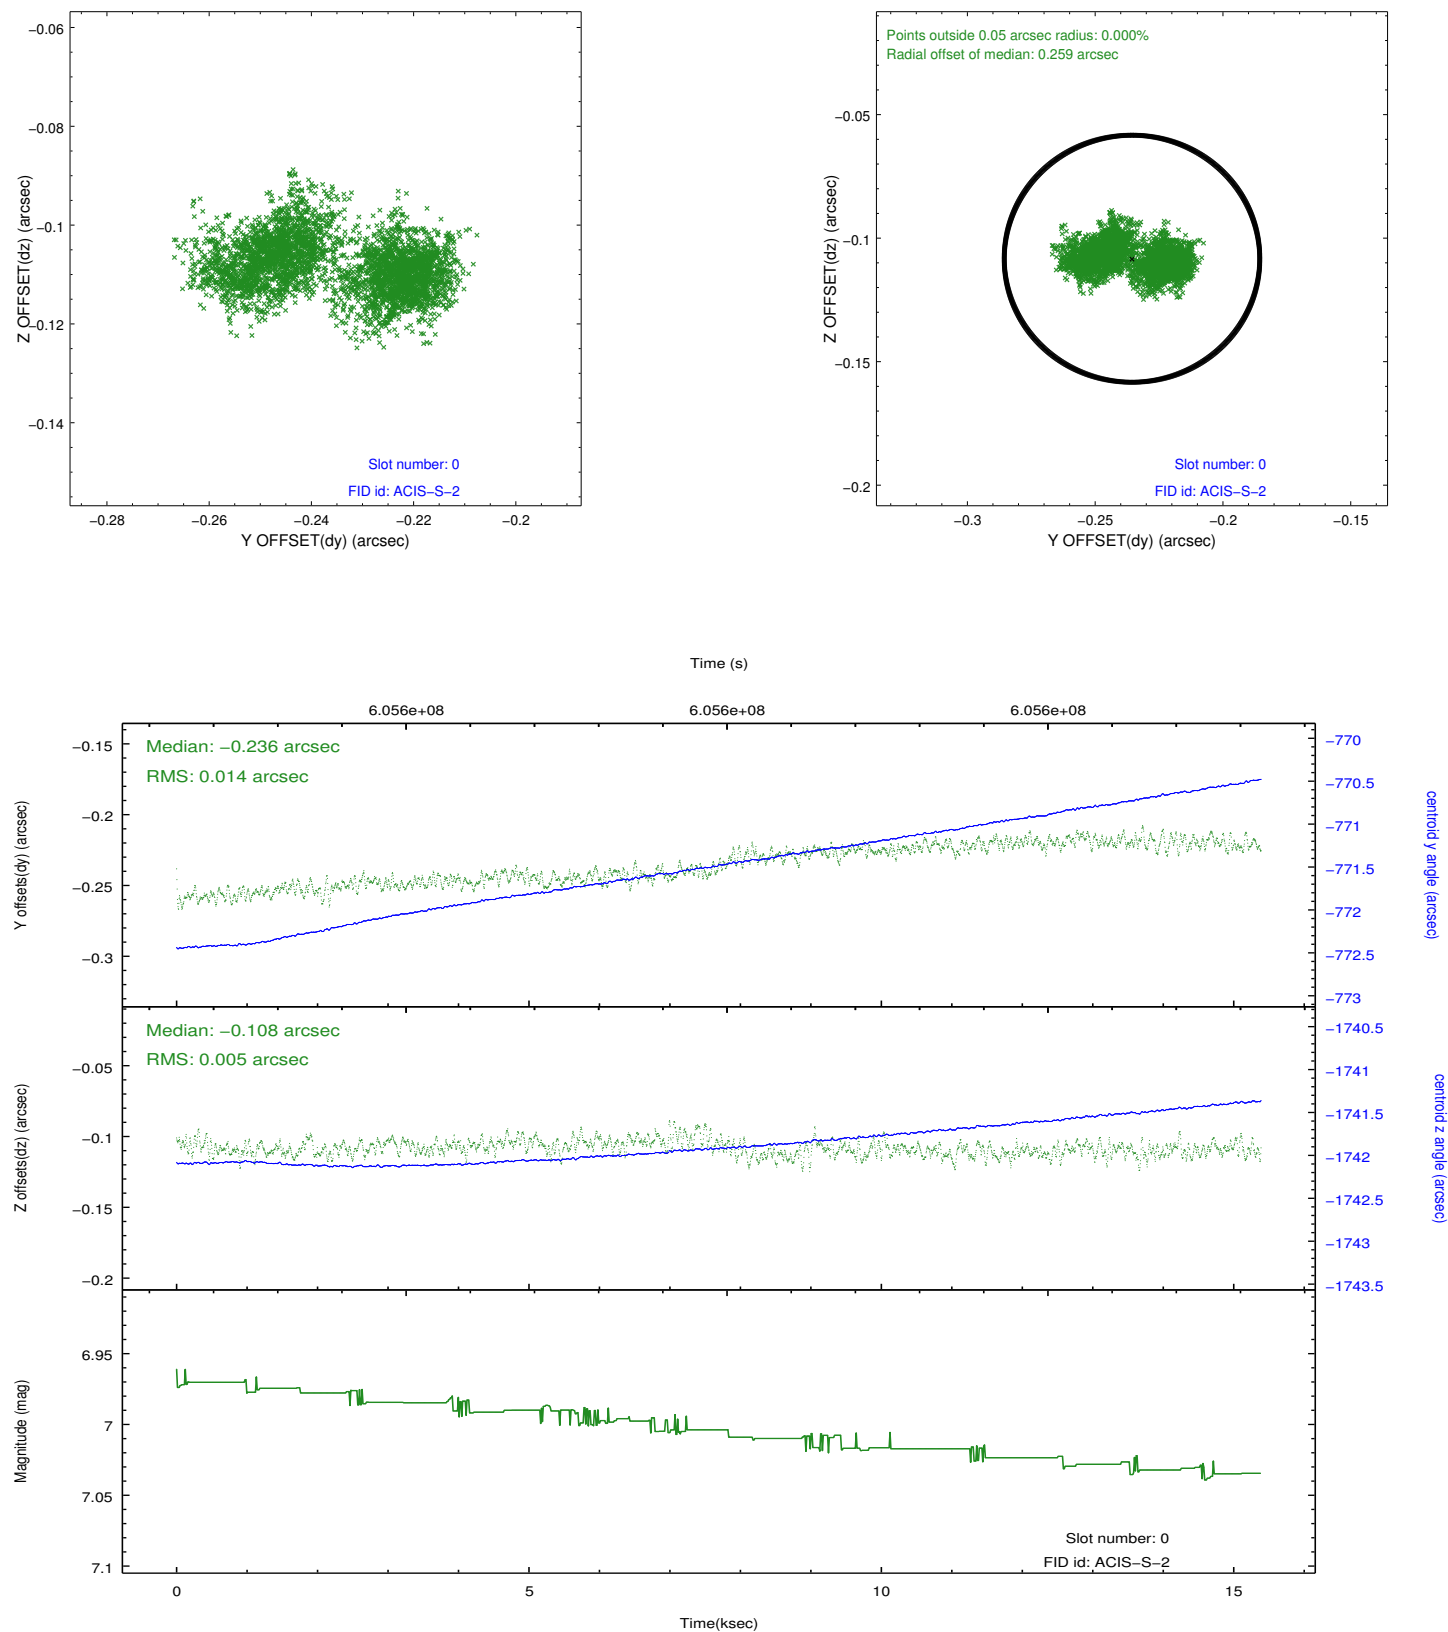 −0.06
−0.08
−0.1
−0.12
−0.14
Z OFFSET(dz) (arcsec)
Slot number: 0
FID id: ACIS−S−2
−0.28
−0.26
−0.24
−0.22
−0.2
Y OFFSET(dy) (arcsec)
Points outside 0.05 arcsec radius: 0.000%
Radial offset of median: 0.259 arcsec
−0.05
−0.1
−0.15
−0.2
Z OFFSET(dz) (arcsec)
Slot number: 0
FID id: ACIS−S−2
−0.3
−0.25
−0.2
−0.15
Y OFFSET(dy) (arcsec)
Time (s)
6.056e+08
6.056e+08
6.056e+08
Median: −0.236 arcsec
RMS: 0.014 arcsec
−0.15
−0.2
−0.25
−0.3
Y offsets(dy) (arcsec)
−770
−770.5
−771
−771.5
−772
−772.5
−773
centroid y angle (arcsec)
Median: −0.108 arcsec
RMS: 0.005 arcsec
−0.05
−0.1
−0.15
−0.2
Z offsets(dz) (arcsec)
−1740.5
−1741
−1741.5
−1742
−1742.5
−1743
−1743.5
centroid z angle (arcsec)
6.95
7
7.05
7.1
Magnitude (mag)
Slot number: 0
FID id: ACIS−S−2
0
5
10
15
Time(ksec)